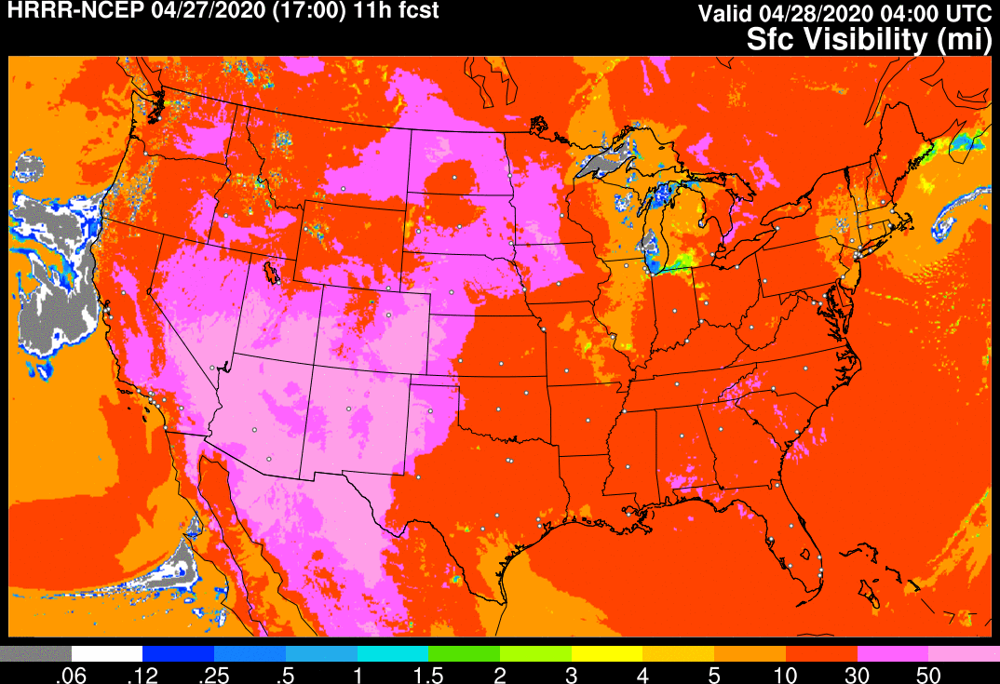 HRRR-NCEP 04/27/2020 (17:00) 11h fcst
Valid 04/28/2020 04:00 UTC
Sfc Visibility (mi)
.06 .12 .25 .5 1 1.5 2 3 4 5 10 30 50